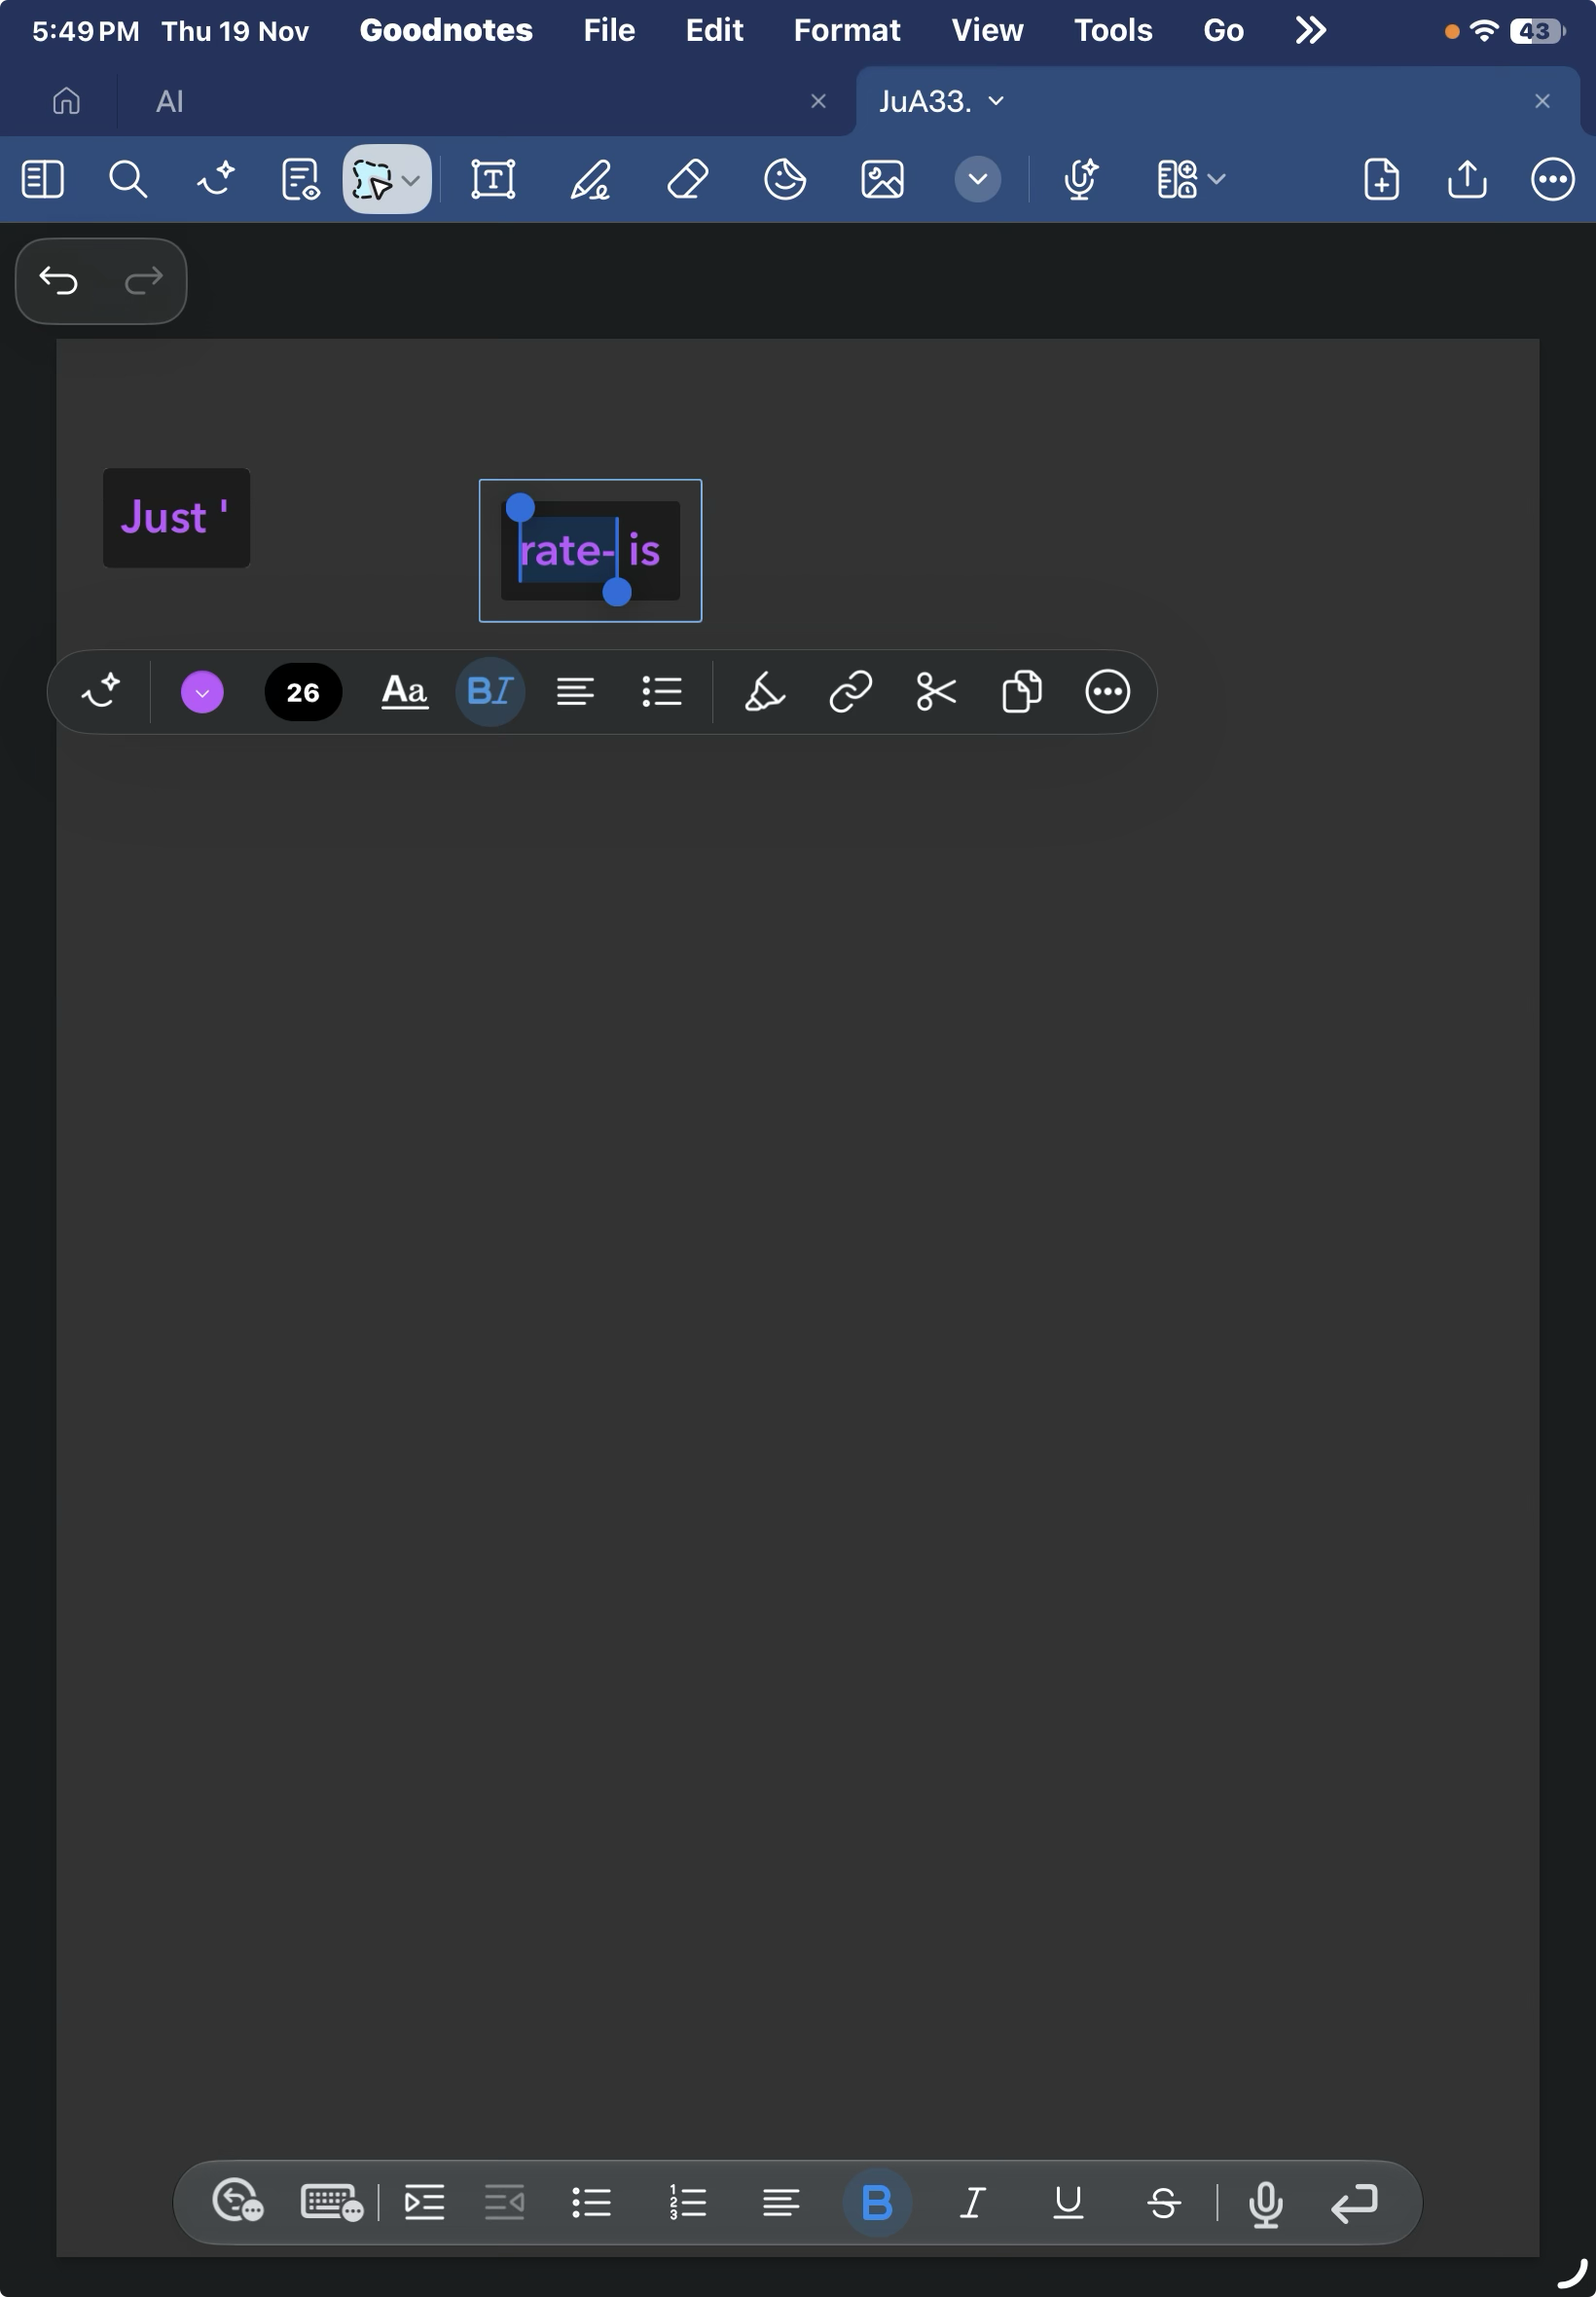 5:49 PM Thu 19 Nov Goodnotes File Edit Format View Tools Go 43
AI JuA33.
Just '
rate- is
26 Aa BI
B I U S